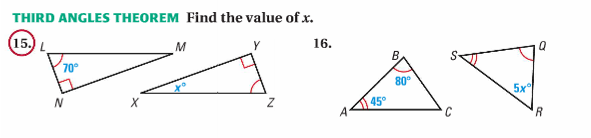 THIRD ANGLES THEOREM Find the value of x.
15. L M Y
70°
x°
N X Z
16. B S Q
80°
5x°
45°
A C R